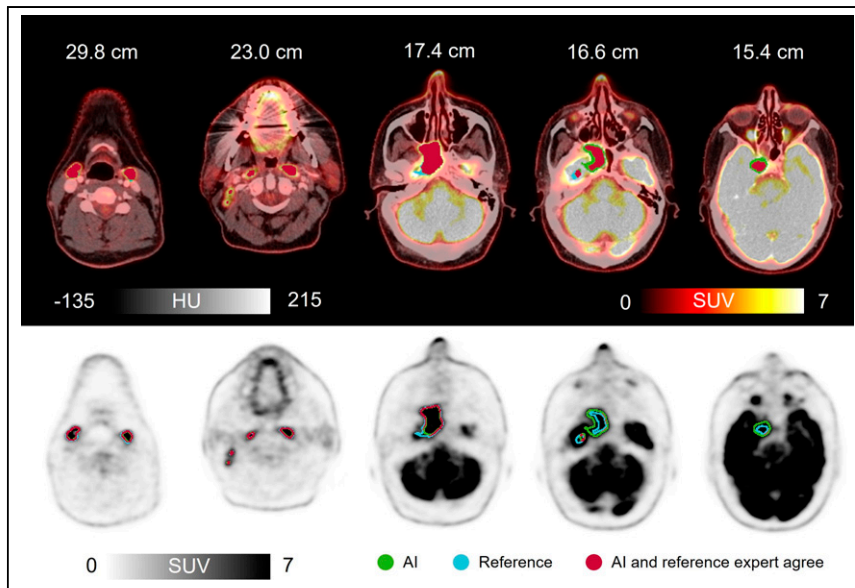 29.8 cm 23.0 cm 17.4 cm 16.6 cm 15.4 cm
-135 HU 215 0 SUV 7
0 SUV 7 AI Reference AI and reference expert agree